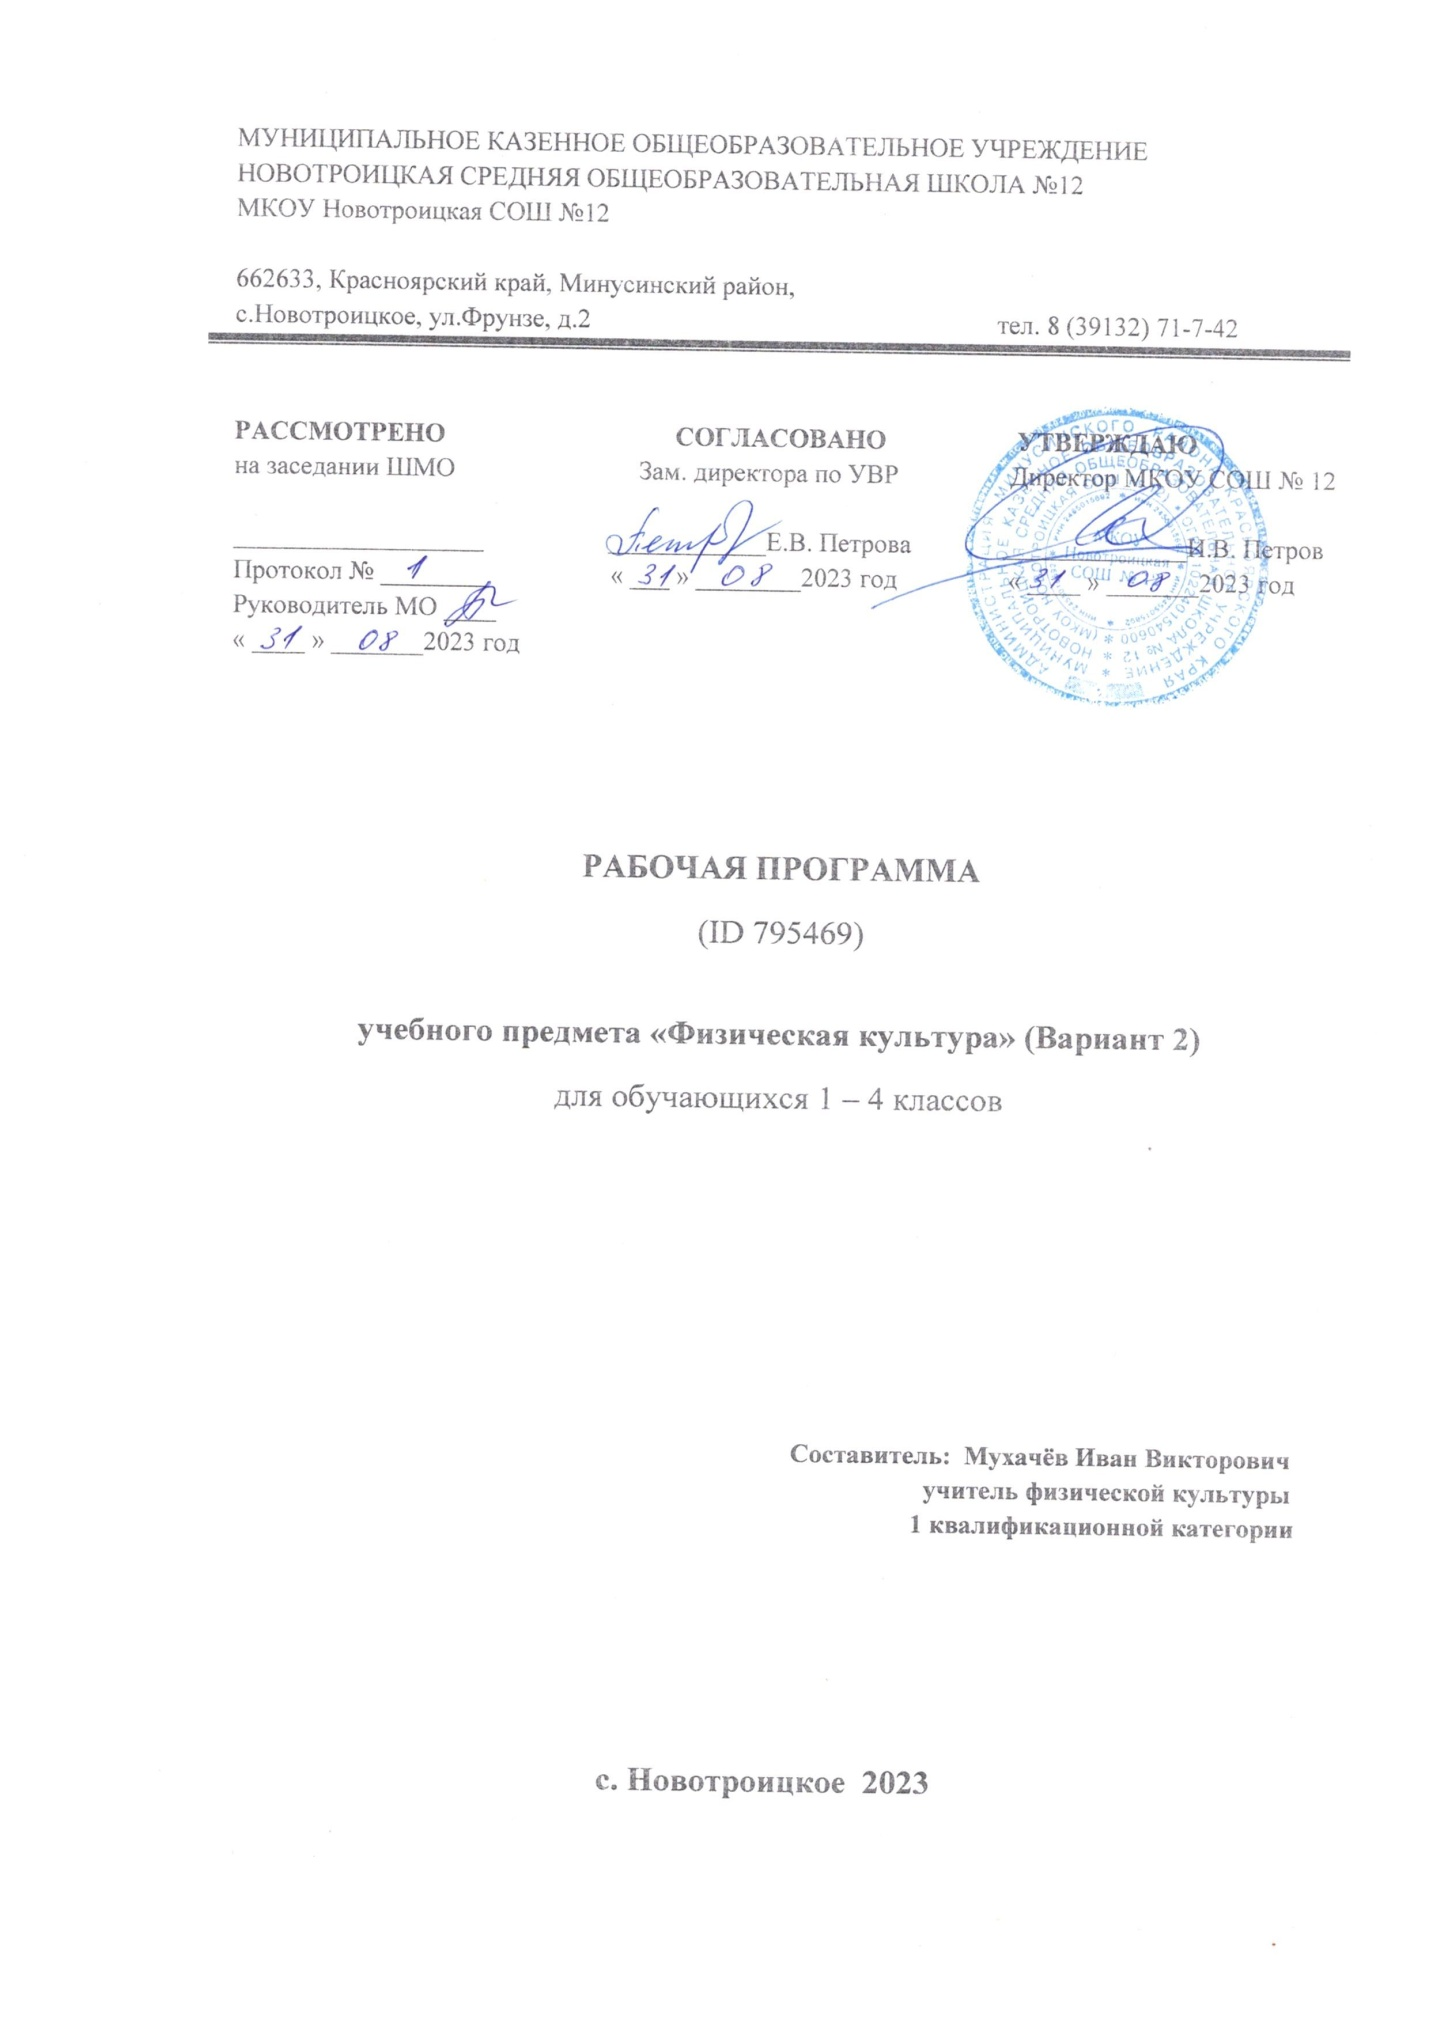 МУНИЦИПАЛЬНОЕ КАЗЕННОЕ ОБЩЕОБРАЗОВАТЕЛЬНОЕ УЧРЕЖДЕНИЕ
НОВОТРОИЦКАЯ СРЕДНЯЯ ОБЩЕОБРАЗОВАТЕЛЬНАЯ ШКОЛА №12
МКОУ Новотроицкая СОШ №12
662633, Красноярский край, Минусинский район,
с.Новотроицкое, ул.Фрунзе, д.2 тел. 8 (39132) 71-7-42
РАССМОТРЕНО
на заседании ШМО
Протокол № 1
Руководитель МО
« 31 » 08 2023 год
СОГЛАСОВАНО
Зам. директора по УВР
Е.В. Петрова
« 31 » 08 2023 год
УТВЕРЖДАЮ
Директор МКОУ СОШ № 12
И.В. Петров
« 31 » 08 2023 год
РАБОЧАЯ ПРОГРАММА
(ID 795469)
учебного предмета «Физическая культура» (Вариант 2)
для обучающихся 1 – 4 классов
Составитель: Мухачёв Иван Викторович
учитель физической культуры
1 квалификационной категории
с. Новотроицкое 2023